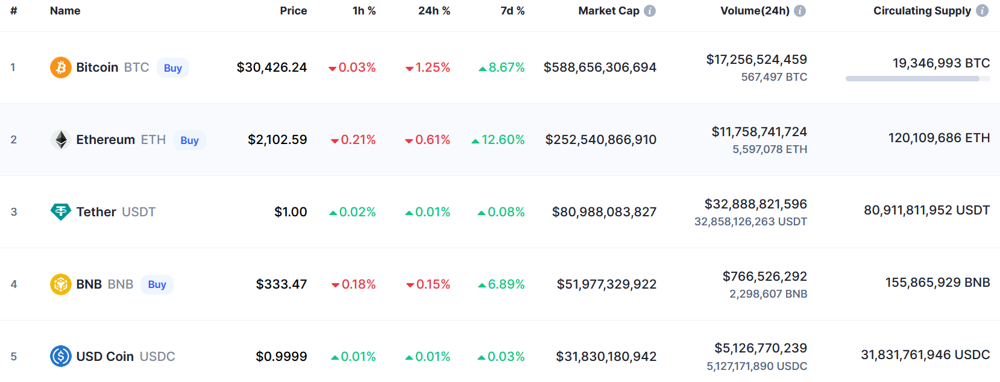 # Name Price 1h % 24h % 7d % Market Cap Volume(24h) Circulating Supply
1 Bitcoin BTC Buy $30,426.24 0.03% 1.25% 8.67% $588,656,306,694 $17,256,524,459 19,346,993 BTC
567,497 BTC
2 Ethereum ETH Buy $2,102.59 0.21% 0.61% 12.60% $252,540,866,910 $11,758,741,724 120,109,686 ETH
5,597,078 ETH
3 Tether USDT $1.00 0.02% 0.01% 0.08% $80,988,083,827 $32,888,821,596 80,911,811,952 USDT
32,858,126,263 USDT
4 BNB BNB Buy $333.47 0.18% 0.15% 6.89% $51,977,329,922 $766,526,292 155,865,929 BNB
2,298,607 BNB
5 USD Coin USDC $0.9999 0.01% 0.01% 0.03% $31,830,180,942 $5,126,770,239 31,831,761,946 USDC
5,127,171,890 USDC